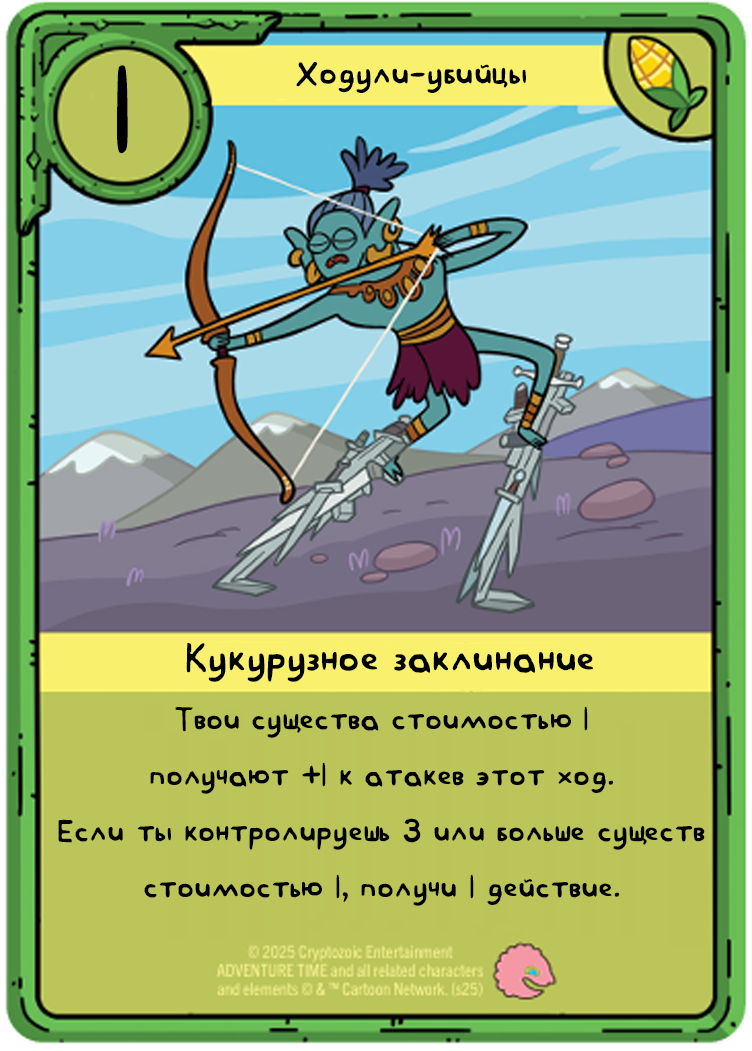 1
Ходули-убийцы
Кукурузное заклинание
Твои существа стоимостью 1
получают +1 к атакев этот ход.
Если ты контролируешь 3 или больше существ
стоимостью 1, получи 1 действие.
© 2025 Cryptozoic Entertainment
ADVENTURE TIME and all related characters
and elements © & ™ Cartoon Network. (s25)